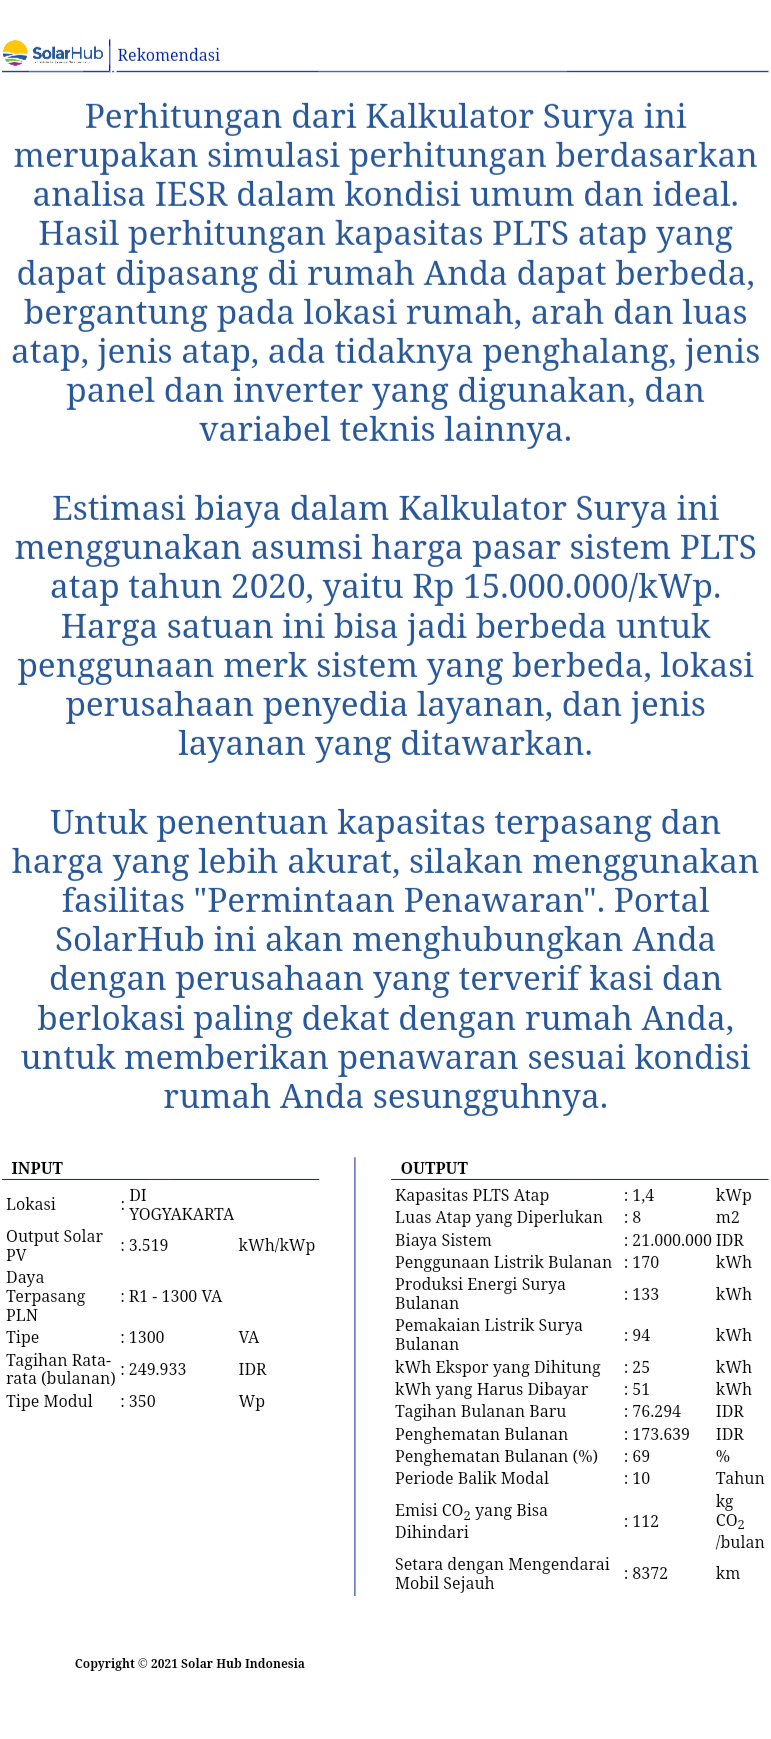 SolarHub
Rekomendasi
Perhitungan dari Kalkulator Surya ini
merupakan simulasi perhitungan berdasarkan
analisa IESR dalam kondisi umum dan ideal.
Hasil perhitungan kapasitas PLTS atap yang
dapat dipasang di rumah Anda dapat berbeda,
bergantung pada lokasi rumah, arah dan luas
atap, jenis atap, ada tidaknya penghalang, jenis
panel dan inverter yang digunakan, dan
variabel teknis lainnya.
Estimasi biaya dalam Kalkulator Surya ini
menggunakan asumsi harga pasar sistem PLTS
atap tahun 2020, yaitu Rp 15.000.000/kWp.
Harga satuan ini bisa jadi berbeda untuk
penggunaan merk sistem yang berbeda, lokasi
perusahaan penyedia layanan, dan jenis
layanan yang ditawarkan.
Untuk penentuan kapasitas terpasang dan
harga yang lebih akurat, silakan menggunakan
fasilitas "Permintaan Penawaran". Portal
SolarHub ini akan menghubungkan Anda
dengan perusahaan yang terverifikasi dan
berlokasi paling dekat dengan rumah Anda,
untuk memberikan penawaran sesuai kondisi
rumah Anda sesungguhnya.
INPUT
Lokasi : DI
YOGYAKARTA
Output Solar
PV : 3.519 kWh/kWp
Daya
Terpasang : R1 - 1300 VA
PLN
Tipe : 1300 VA
Tagihan Rata-
rata (bulanan) : 249.933 IDR
Tipe Modul : 350 Wp
OUTPUT
Kapasitas PLTS Atap : 1,4 kWp
Luas Atap yang Diperlukan : 8 m2
Biaya Sistem : 21.000.000 IDR
Penggunaan Listrik Bulanan : 170 kWh
Produksi Energi Surya
Bulanan : 133 kWh
Pemakaian Listrik Surya
Bulanan : 94 kWh
kWh Ekspor yang Dihitung : 25 kWh
kWh yang Harus Dibayar : 51 kWh
Tagihan Bulanan Baru : 76.294 IDR
Penghematan Bulanan : 173.639 IDR
Penghematan Bulanan (%) : 69 %
Periode Balik Modal : 10 Tahun
Emisi CO2 yang Bisa
Dihindari : 112 kg
CO2
/bulan
Setara dengan Mengendarai
Mobil Sejauh : 8372 km
Copyright © 2021 Solar Hub Indonesia